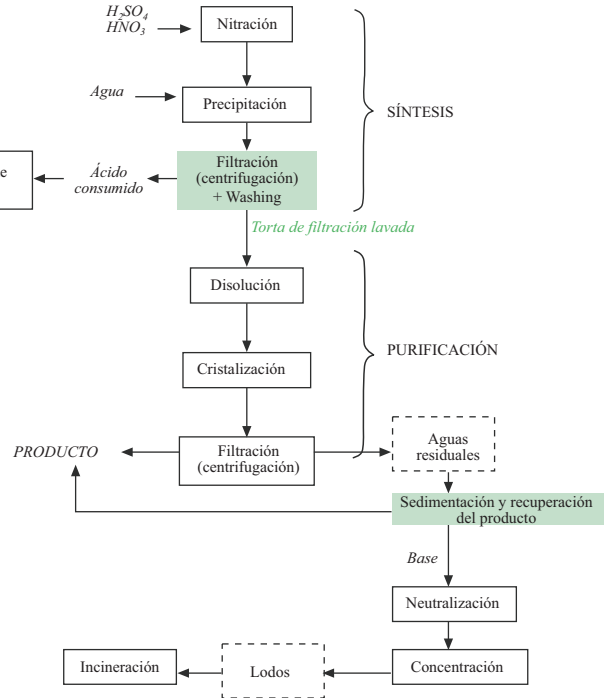 H₂SO₄
HNO₃
Nitración
Agua
Precipitación
SÍNTESIS
Filtración
(centrifugación)
+ Washing
e
Ácido
consumido
Torta de filtración lavada
Disolución
PURIFICACIÓN
Cristalización
PRODUCTO
Filtración
(centrifugación)
Aguas
residuales
Sedimentación y recuperación
del producto
Base
Neutralización
Incineración
Lodos
Concentración